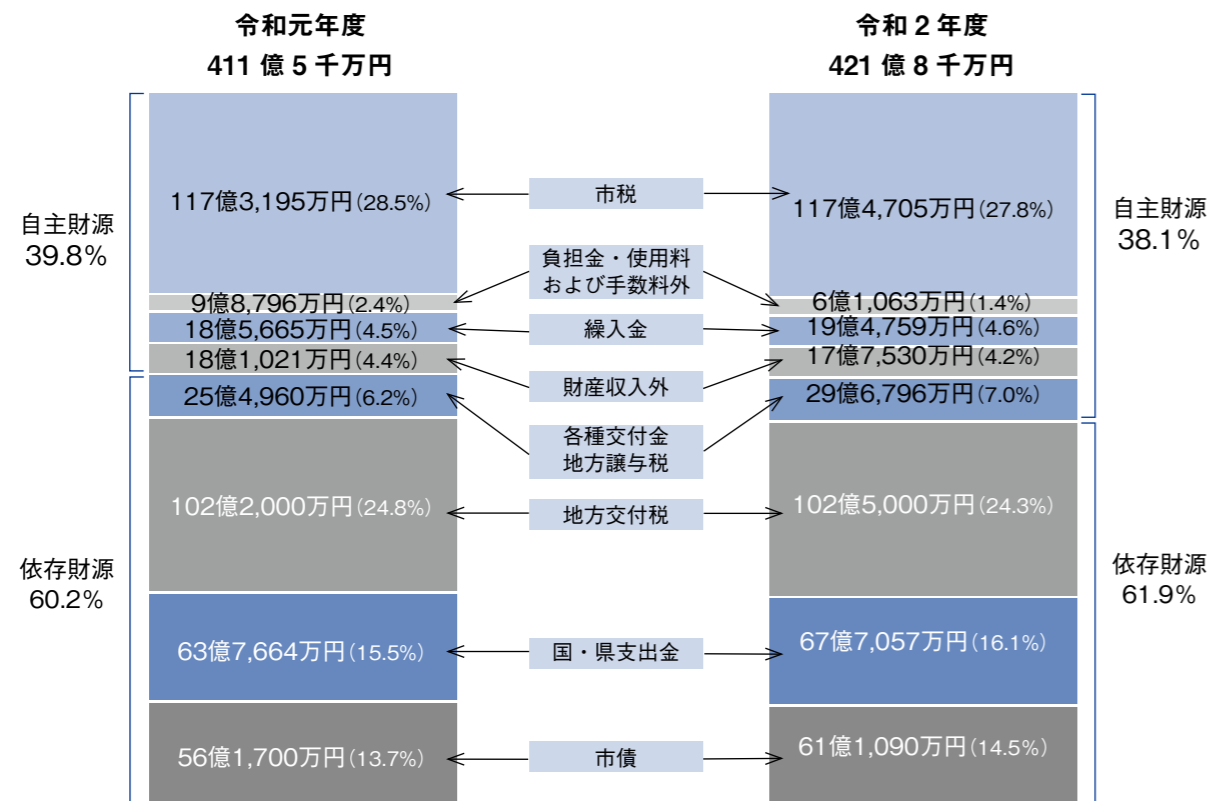 令和元年度
411 億 5 千万円
令和 2 年度
421 億 8 千万円
自主財源
39.8%
依存財源
60.2%
117億3,195万円(28.5%)
9億8,796万円(2.4%)
18億5,665万円(4.5%)
18億1,021万円(4.4%)
25億4,960万円(6.2%)
102億2,000万円(24.8%)
63億7,664万円(15.5%)
56億1,700万円(13.7%)
市税
負担金・使用料
および手数料外
繰入金
財産収入外
各種交付金
地方譲与税
地方交付税
国・県支出金
市債
117億4,705万円(27.8%)
6億1,063万円(1.4%)
19億4,759万円(4.6%)
17億7,530万円(4.2%)
29億6,796万円(7.0%)
102億5,000万円(24.3%)
67億7,057万円(16.1%)
61億1,090万円(14.5%)
自主財源
38.1%
依存財源
61.9%